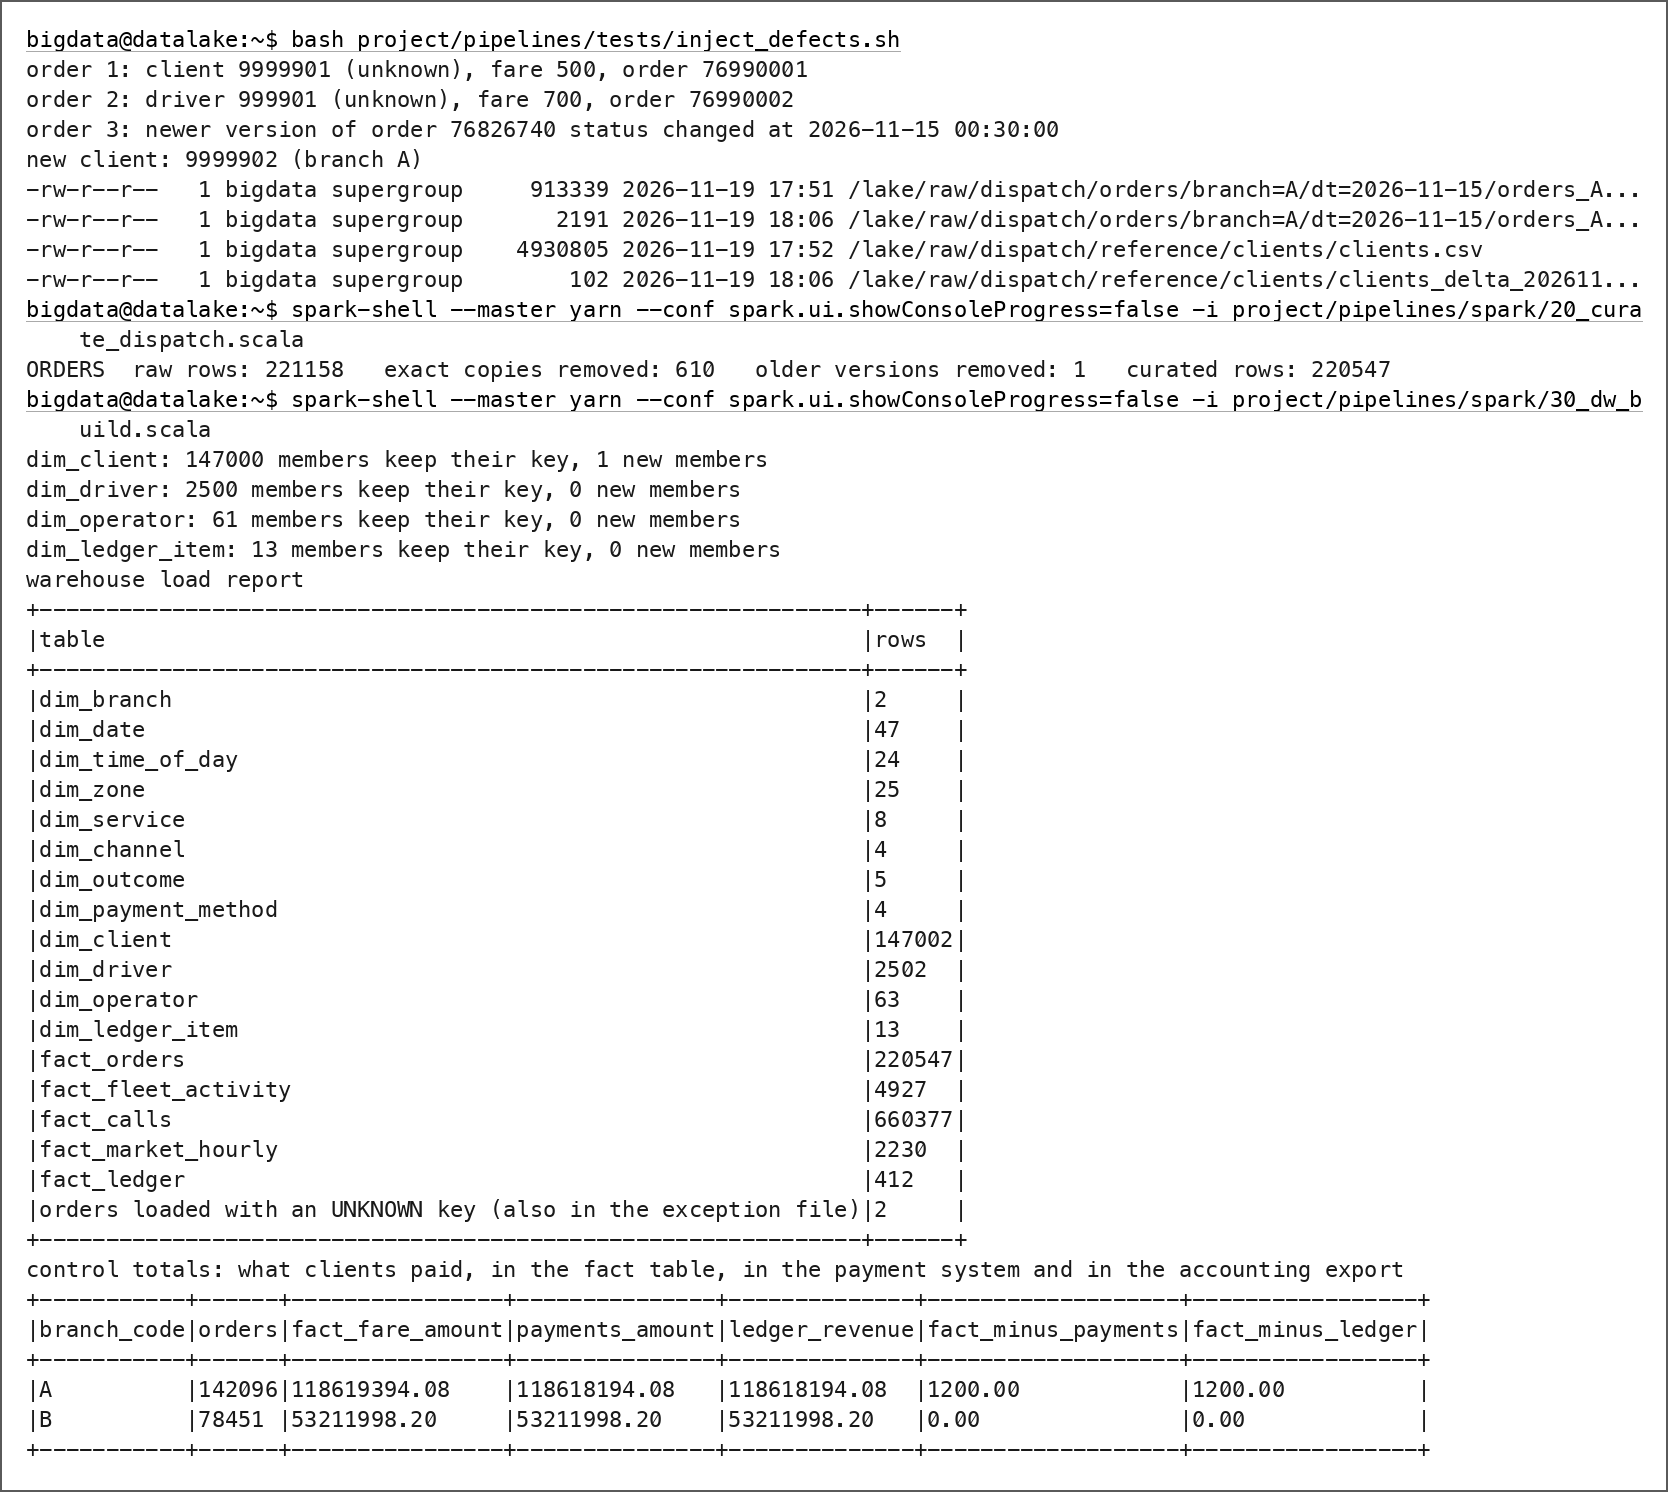 bigdata@datalake:~$ bash project/pipelines/tests/inject_defects.sh
order 1: client 9999901 (unknown), fare 500, order 76990001
order 2: driver 999901 (unknown), fare 700, order 76990002
order 3: newer version of order 76826740 status changed at 2026-11-15 00:30:00
new client: 9999902 (branch A)
-rw-r--r--   1 bigdata supergroup     913339 2026-11-19 17:51 /lake/raw/dispatch/orders/branch=A/dt=2026-11-15/orders_A...
-rw-r--r--   1 bigdata supergroup       2191 2026-11-19 18:06 /lake/raw/dispatch/orders/branch=A/dt=2026-11-15/orders_A...
-rw-r--r--   1 bigdata supergroup    4930805 2026-11-19 17:52 /lake/raw/dispatch/reference/clients/clients.csv
-rw-r--r--   1 bigdata supergroup        102 2026-11-19 18:06 /lake/raw/dispatch/reference/clients/clients_delta_202611...
bigdata@datalake:~$ spark-shell --master yarn --conf spark.ui.showConsoleProgress=false -i project/pipelines/spark/20_cura
    te_dispatch.scala
ORDERS  raw rows: 221158   exact copies removed: 610   older versions removed: 1   curated rows: 220547
bigdata@datalake:~$ spark-shell --master yarn --conf spark.ui.showConsoleProgress=false -i project/pipelines/spark/30_dw_b
    uild.scala
dim_client: 147000 members keep their key, 1 new members
dim_driver: 2500 members keep their key, 0 new members
dim_operator: 61 members keep their key, 0 new members
dim_ledger_item: 13 members keep their key, 0 new members
warehouse load report
+--------------------------------------------------------------+------+
|table                                                         |rows  |
+--------------------------------------------------------------+------+
|dim_branch                                                    |2     |
|dim_date                                                      |47    |
|dim_time_of_day                                               |24    |
|dim_zone                                                      |25    |
|dim_service                                                   |8     |
|dim_channel                                                   |4     |
|dim_outcome                                                   |5     |
|dim_payment_method                                            |4     |
|dim_client                                                    |147002|
|dim_driver                                                    |2502  |
|dim_operator                                                  |63    |
|dim_ledger_item                                               |13    |
|fact_orders                                                   |220547|
|fact_fleet_activity                                           |4927  |
|fact_calls                                                    |660377|
|fact_market_hourly                                            |2230  |
|fact_ledger                                                   |412   |
|orders loaded with an UNKNOWN key (also in the exception file)|2     |
+--------------------------------------------------------------+------+
control totals: what clients paid, in the fact table, in the payment system and in the accounting export
+-----------+------+----------------+---------------+--------------+-------------------+-----------------+
|branch_code|orders|fact_fare_amount|payments_amount|ledger_revenue|fact_minus_payments|fact_minus_ledger|
+-----------+------+----------------+---------------+--------------+-------------------+-----------------+
|A          |142096|118619394.08    |118618194.08   |118618194.08  |1200.00            |1200.00          |
|B          |78451 |53211998.20     |53211998.20    |53211998.20   |0.00               |0.00             |
+-----------+------+----------------+---------------+--------------+-------------------+-----------------+